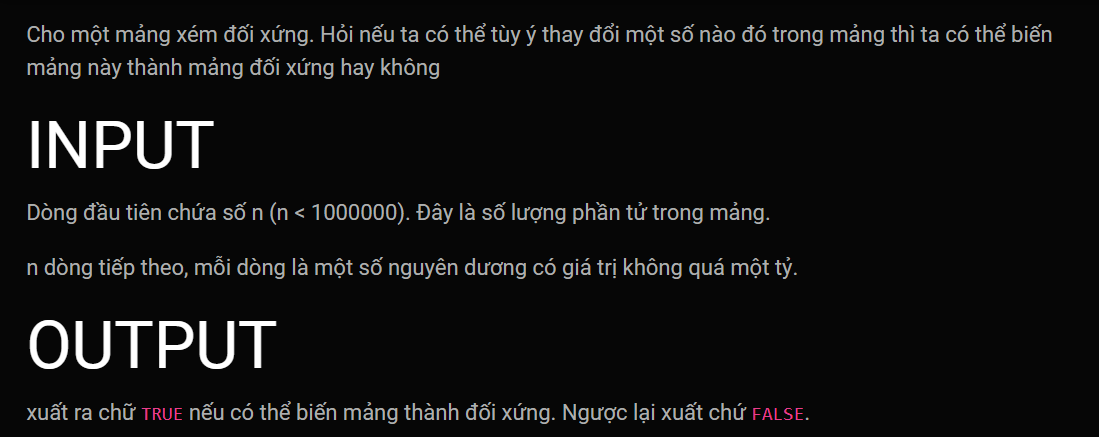 Cho một mảng xém đối xứng. Hỏi nếu ta có thể tùy ý thay đổi một số nào đó trong mảng thì ta có thể biến
mảng này thành mảng đối xứng hay không
INPUT
Dòng đầu tiên chứa số n (n < 1000000). Đây là số lượng phần tử trong mảng.
n dòng tiếp theo, mỗi dòng là một số nguyên dương có giá trị không quá một tỷ.
OUTPUT
xuất ra chữ TRUE nếu có thể biến mảng thành đối xứng. Ngược lại xuất chứ FALSE.